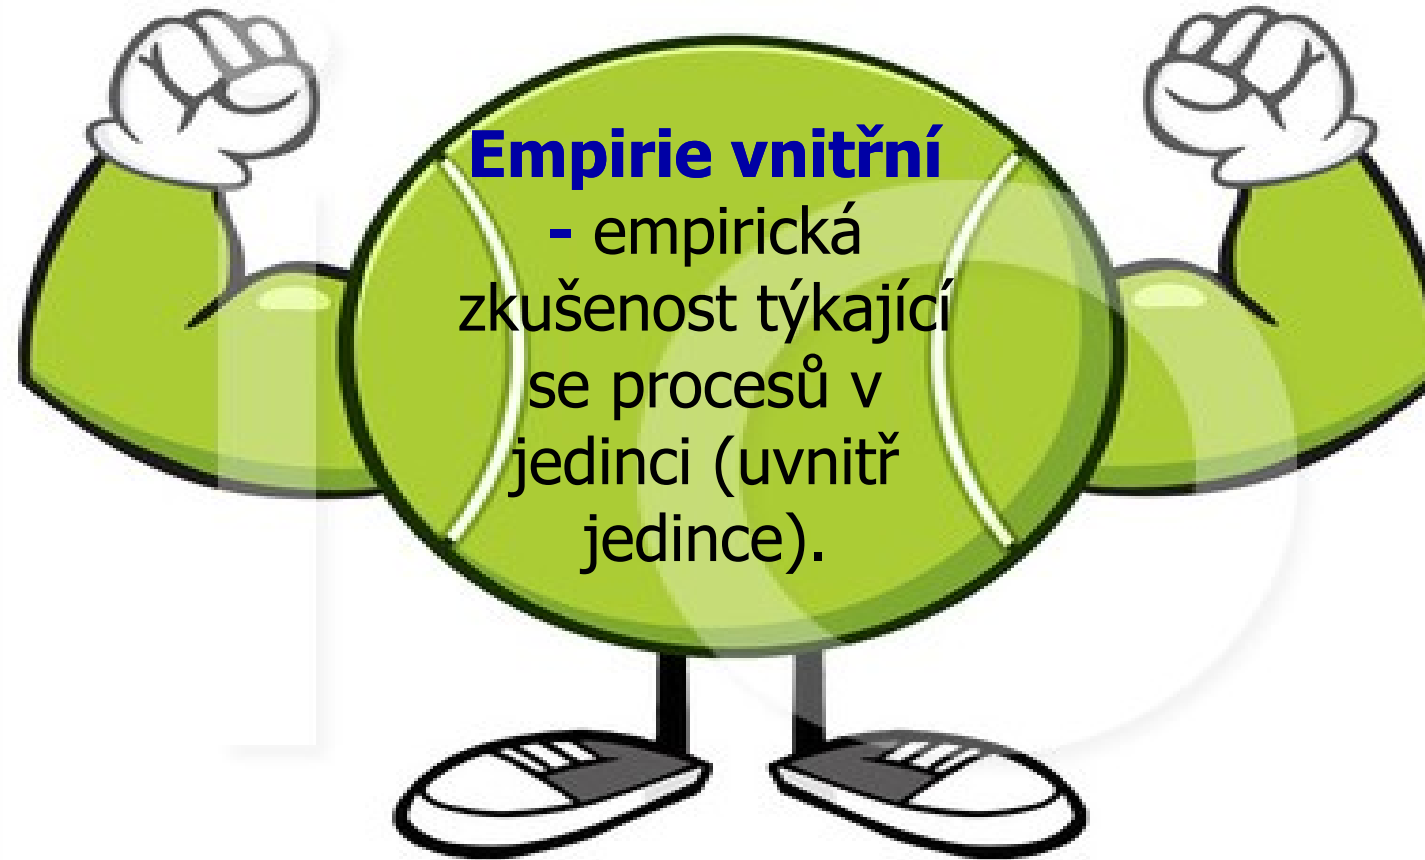 Empirie vnitřní
- empirická
zkušenost týkající
se procesů v
jedinci (uvnitř
jedince).